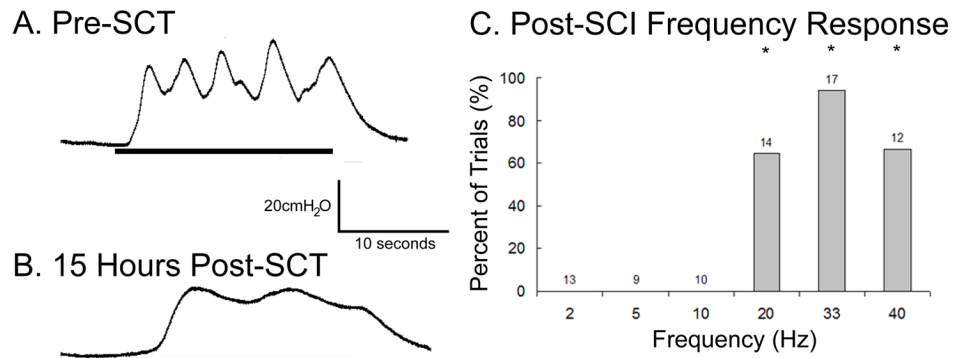 A. Pre-SCT
20cmH2O
10 seconds
B. 15 Hours Post-SCT
C. Post-SCI Frequency Response
* * *
Percent of Trials (%)
100
80
60
40
20
0
13 9 10 14 17 12
2 5 10 20 33 40
Frequency (Hz)